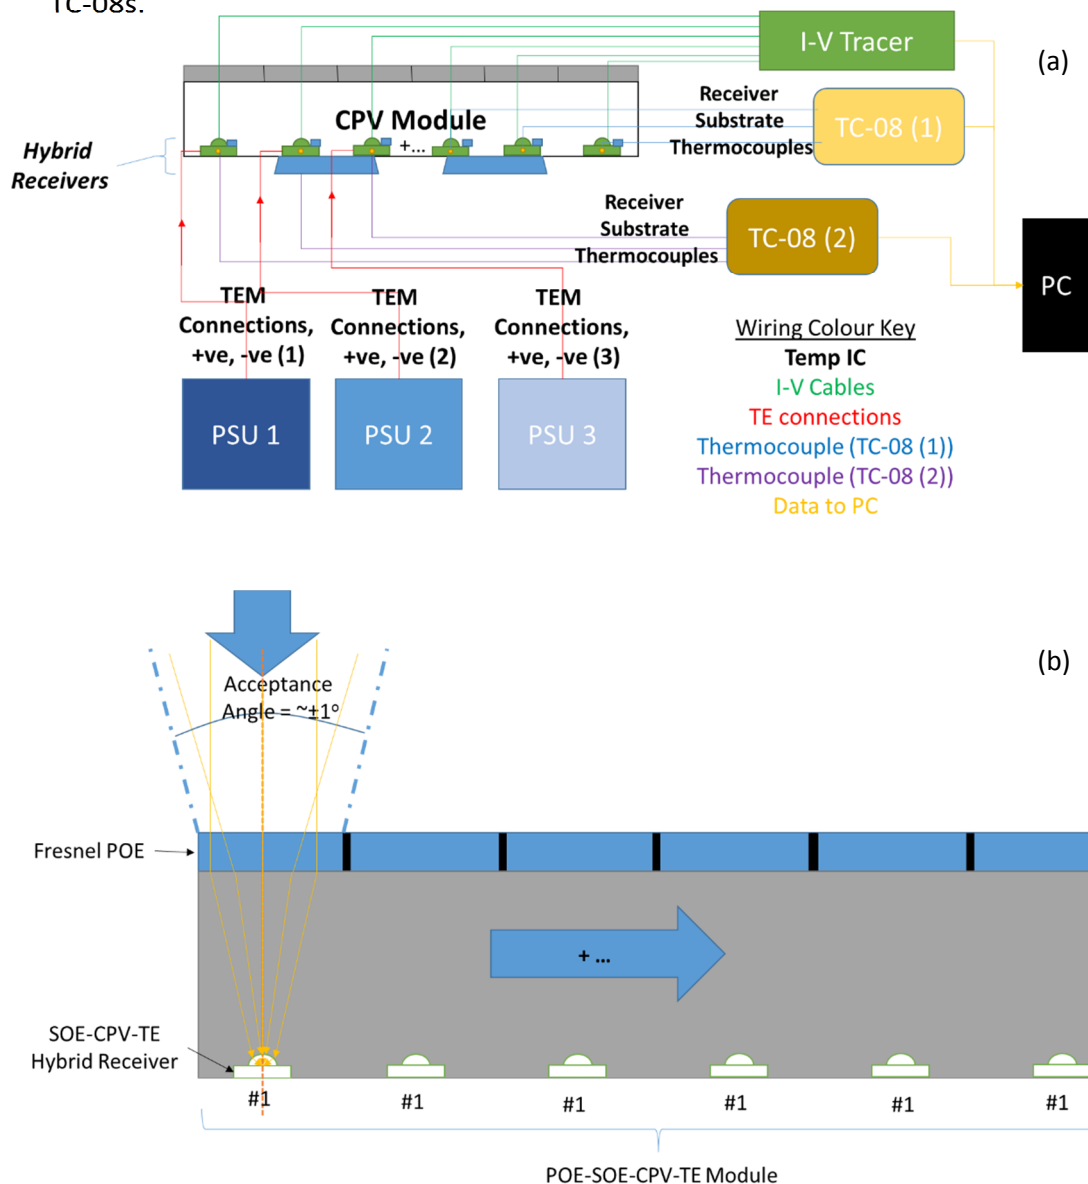 TC-08s.
I-V Tracer
(a)
Receiver
Substrate
Thermocouples
TC-08 (1)
CPV Module
+...
Hybrid
Receivers
Receiver
Substrate
Thermocouples
TC-08 (2)
PC
TEM
Connections,
+ve, -ve (1)
TEM
Connections,
+ve, -ve (2)
TEM
Connections,
+ve, -ve (3)
PSU 1
PSU 2
PSU 3
Wiring Colour Key
Temp IC
I-V Cables
TE connections
Thermocouple (TC-08 (1))
Thermocouple (TC-08 (2))
Data to PC
(b)
Acceptance
Angle = ~±1°
Fresnel POE
+ ...
SOE-CPV-TE
Hybrid Receiver
#1
#1
#1
#1
#1
#1
POE-SOE-CPV-TE Module